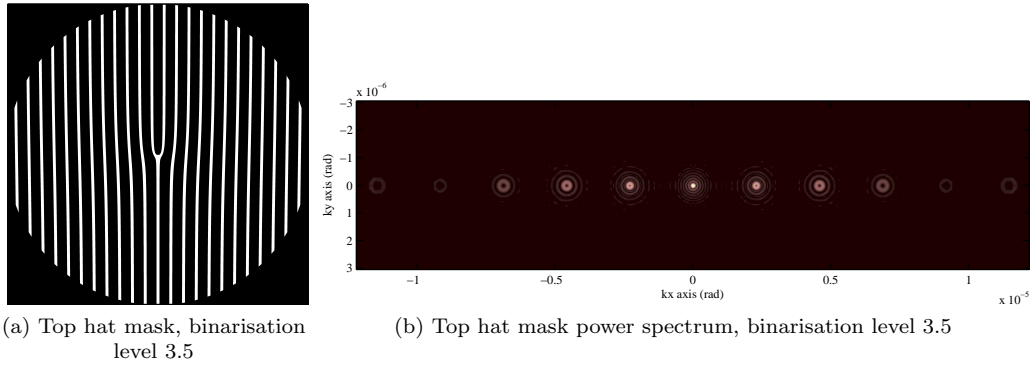 x 10⁻⁶
−3
−2
−1
0
1
2
3
ky axis (rad)
−1 −0.5 0 0.5 1
kx axis (rad)
x 10⁻⁵
(a) Top hat mask, binarisation
level 3.5
(b) Top hat mask power spectrum, binarisation level 3.5